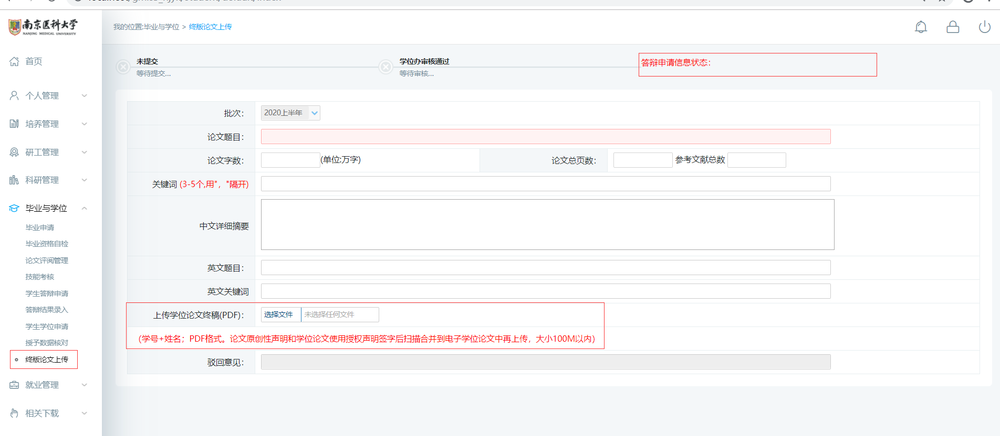 南京医科大学
NANJING MEDICAL UNIVERSITY
我的位置:毕业与学位 > 终版论文上传
首页
个人管理
培养管理
研工管理
科研管理
毕业与学位
毕业申请
毕业资格自检
论文评阅管理
技能考核
学生答辩申请
答辩结果录入
学生学位申请
授予数据核对
终版论文上传
就业管理
相关下载
未提交
等待提交...
学位办审核通过
等待审核...
答辩申请信息状态：
批次：
2020上半年
论文题目：
论文字数：
(单位:万字)
论文总页数：
参考文献总数
关键词 (3-5个,用"，"隔开)
中文详细摘要
英文题目：
英文关键词
上传学位论文终稿(PDF)：
选择文件 未选择任何文件
（学号+姓名；PDF格式。论文原创性声明和学位论文使用授权声明签字后扫描合并到电子学位论文中再上传，大小100M以内）
驳回意见：